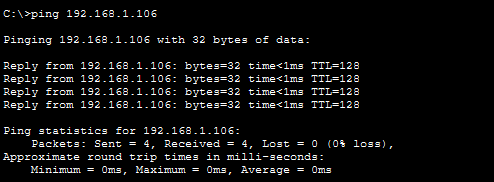 C:\>ping 192.168.1.106
Pinging 192.168.1.106 with 32 bytes of data:
Reply from 192.168.1.106: bytes=32 time<1ms TTL=128
Reply from 192.168.1.106: bytes=32 time<1ms TTL=128
Reply from 192.168.1.106: bytes=32 time<1ms TTL=128
Reply from 192.168.1.106: bytes=32 time<1ms TTL=128
Ping statistics for 192.168.1.106:
Packets: Sent = 4, Received = 4, Lost = 0 (0% loss),
Approximate round trip times in milli-seconds:
Minimum = 0ms, Maximum = 0ms, Average = 0ms